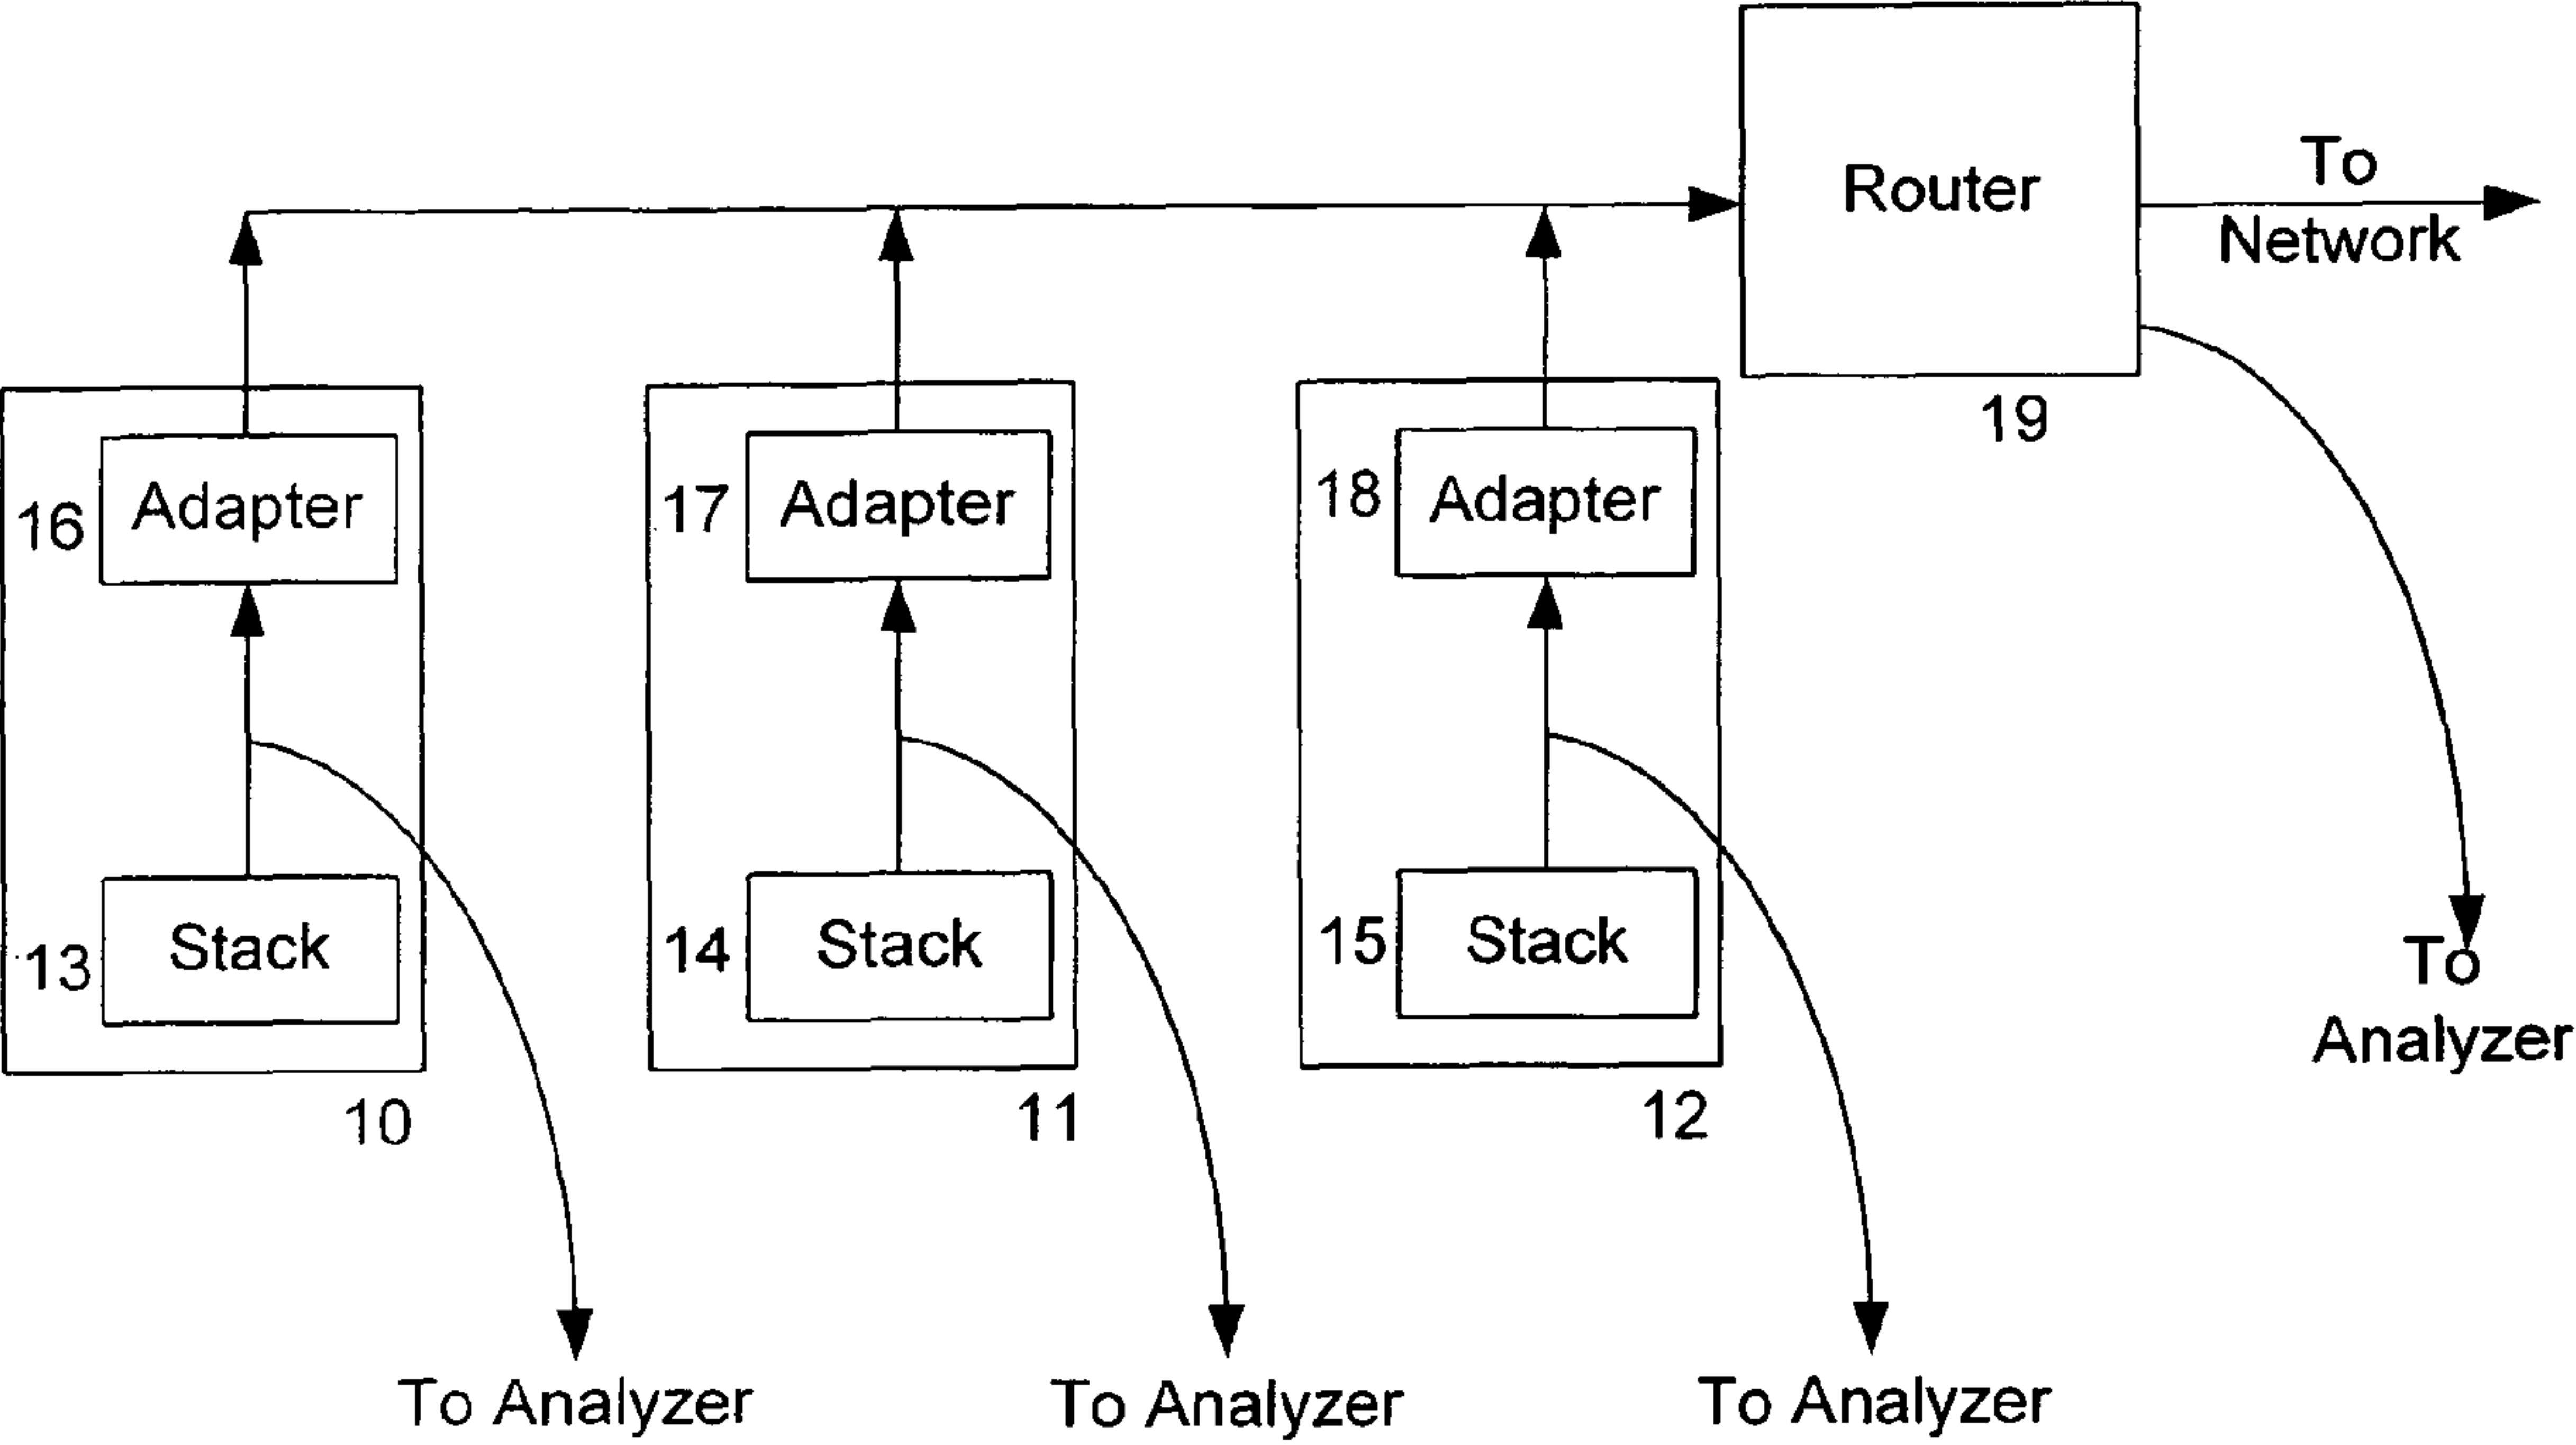 Router
To
Network
19
16
Adapter
17
Adapter
18
Adapter
13
Stack
14
Stack
15
Stack
To
Analyzer
10
11
12
To Analyzer
To Analyzer
To Analyzer